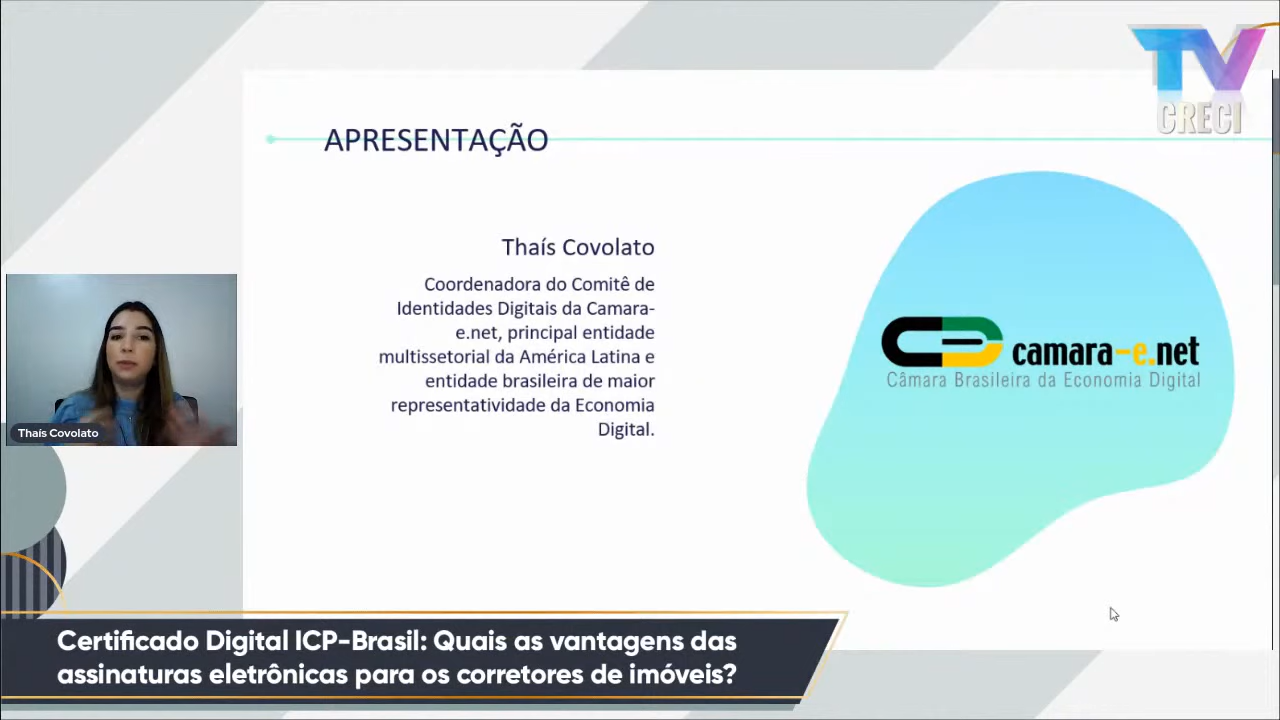 TV
CRECI
APRESENTAÇÃO
Thaís Covolato
Coordenadora do Comitê de
Identidades Digitais da Camara-
e.net, principal entidade
multissetorial da América Latina e
entidade brasileira de maior
representatividade da Economia
Digital.
camara-e.net
Câmara Brasileira da Economia Digital
Thaís Covolato
Certificado Digital ICP-Brasil: Quais as vantagens das
assinaturas eletrônicas para os corretores de imóveis?